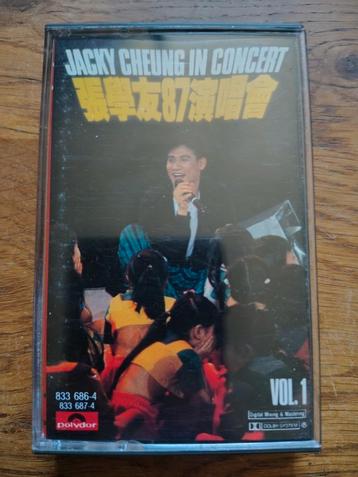 JACKY CHEUNG IN CONCERT
張學友87演唱會
833 686-4
833 687-4
polydor
VOL. 1
Digital Mixing & Mastering
DOLBY SYSTEM